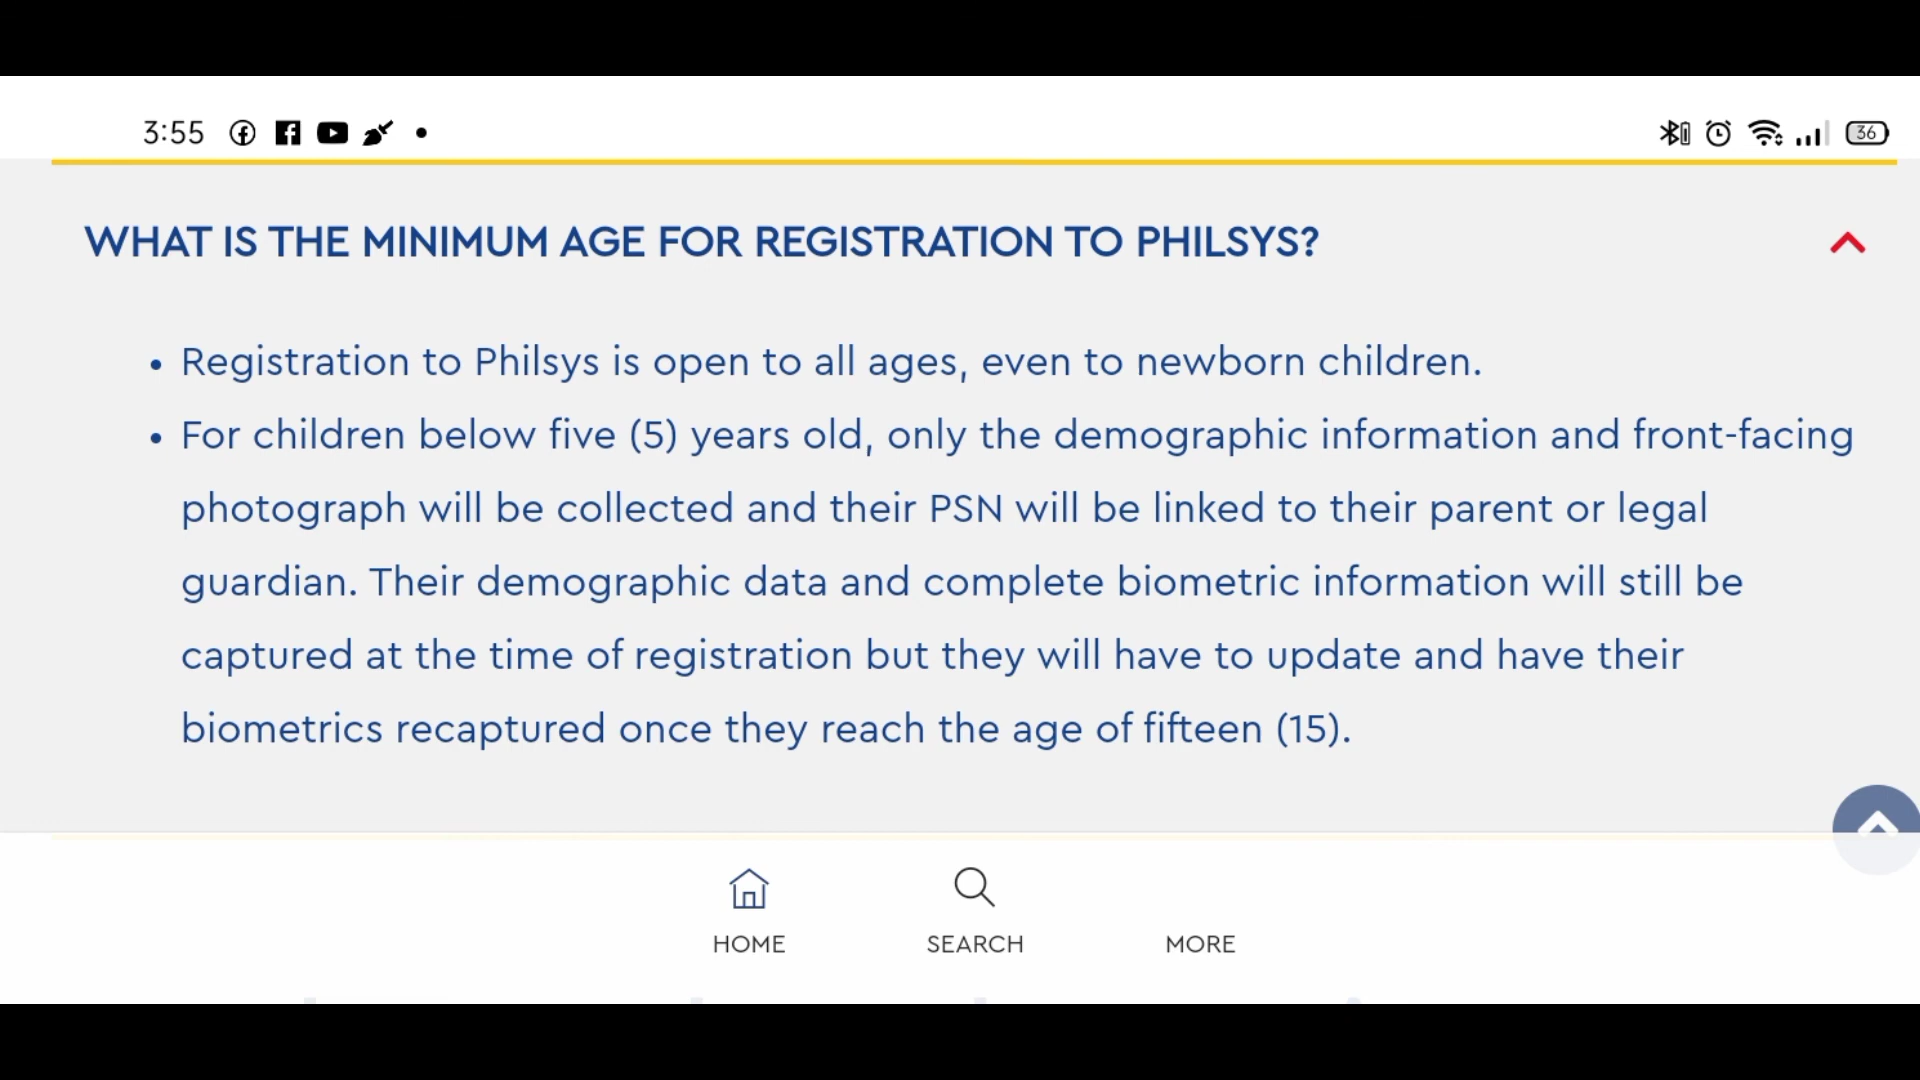 3:55
36
WHAT IS THE MINIMUM AGE FOR REGISTRATION TO PHILSYS?
• Registration to Philsys is open to all ages, even to newborn children.
• For children below five (5) years old, only the demographic information and front-facing
photograph will be collected and their PSN will be linked to their parent or legal
guardian. Their demographic data and complete biometric information will still be
captured at the time of registration but they will have to update and have their
biometrics recaptured once they reach the age of fifteen (15).
HOME SEARCH MORE